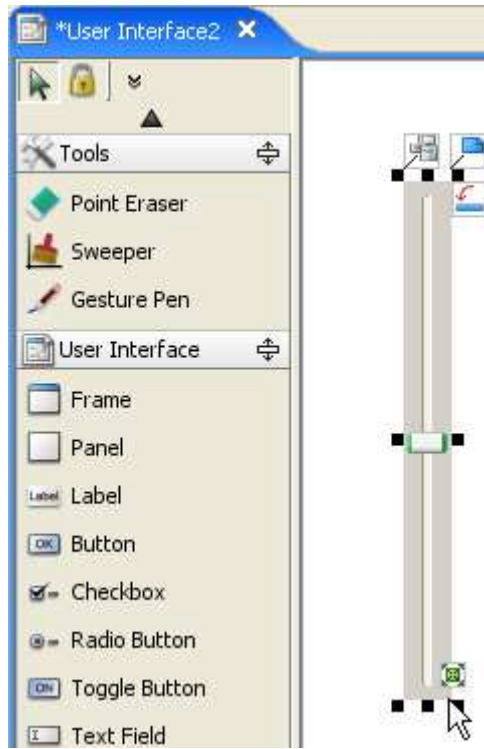 *User Interface2
Tools
Point Eraser
Sweeper
Gesture Pen
User Interface
Frame
Panel
Label Label
OK Button
Checkbox
Radio Button
ON Toggle Button
Text Field